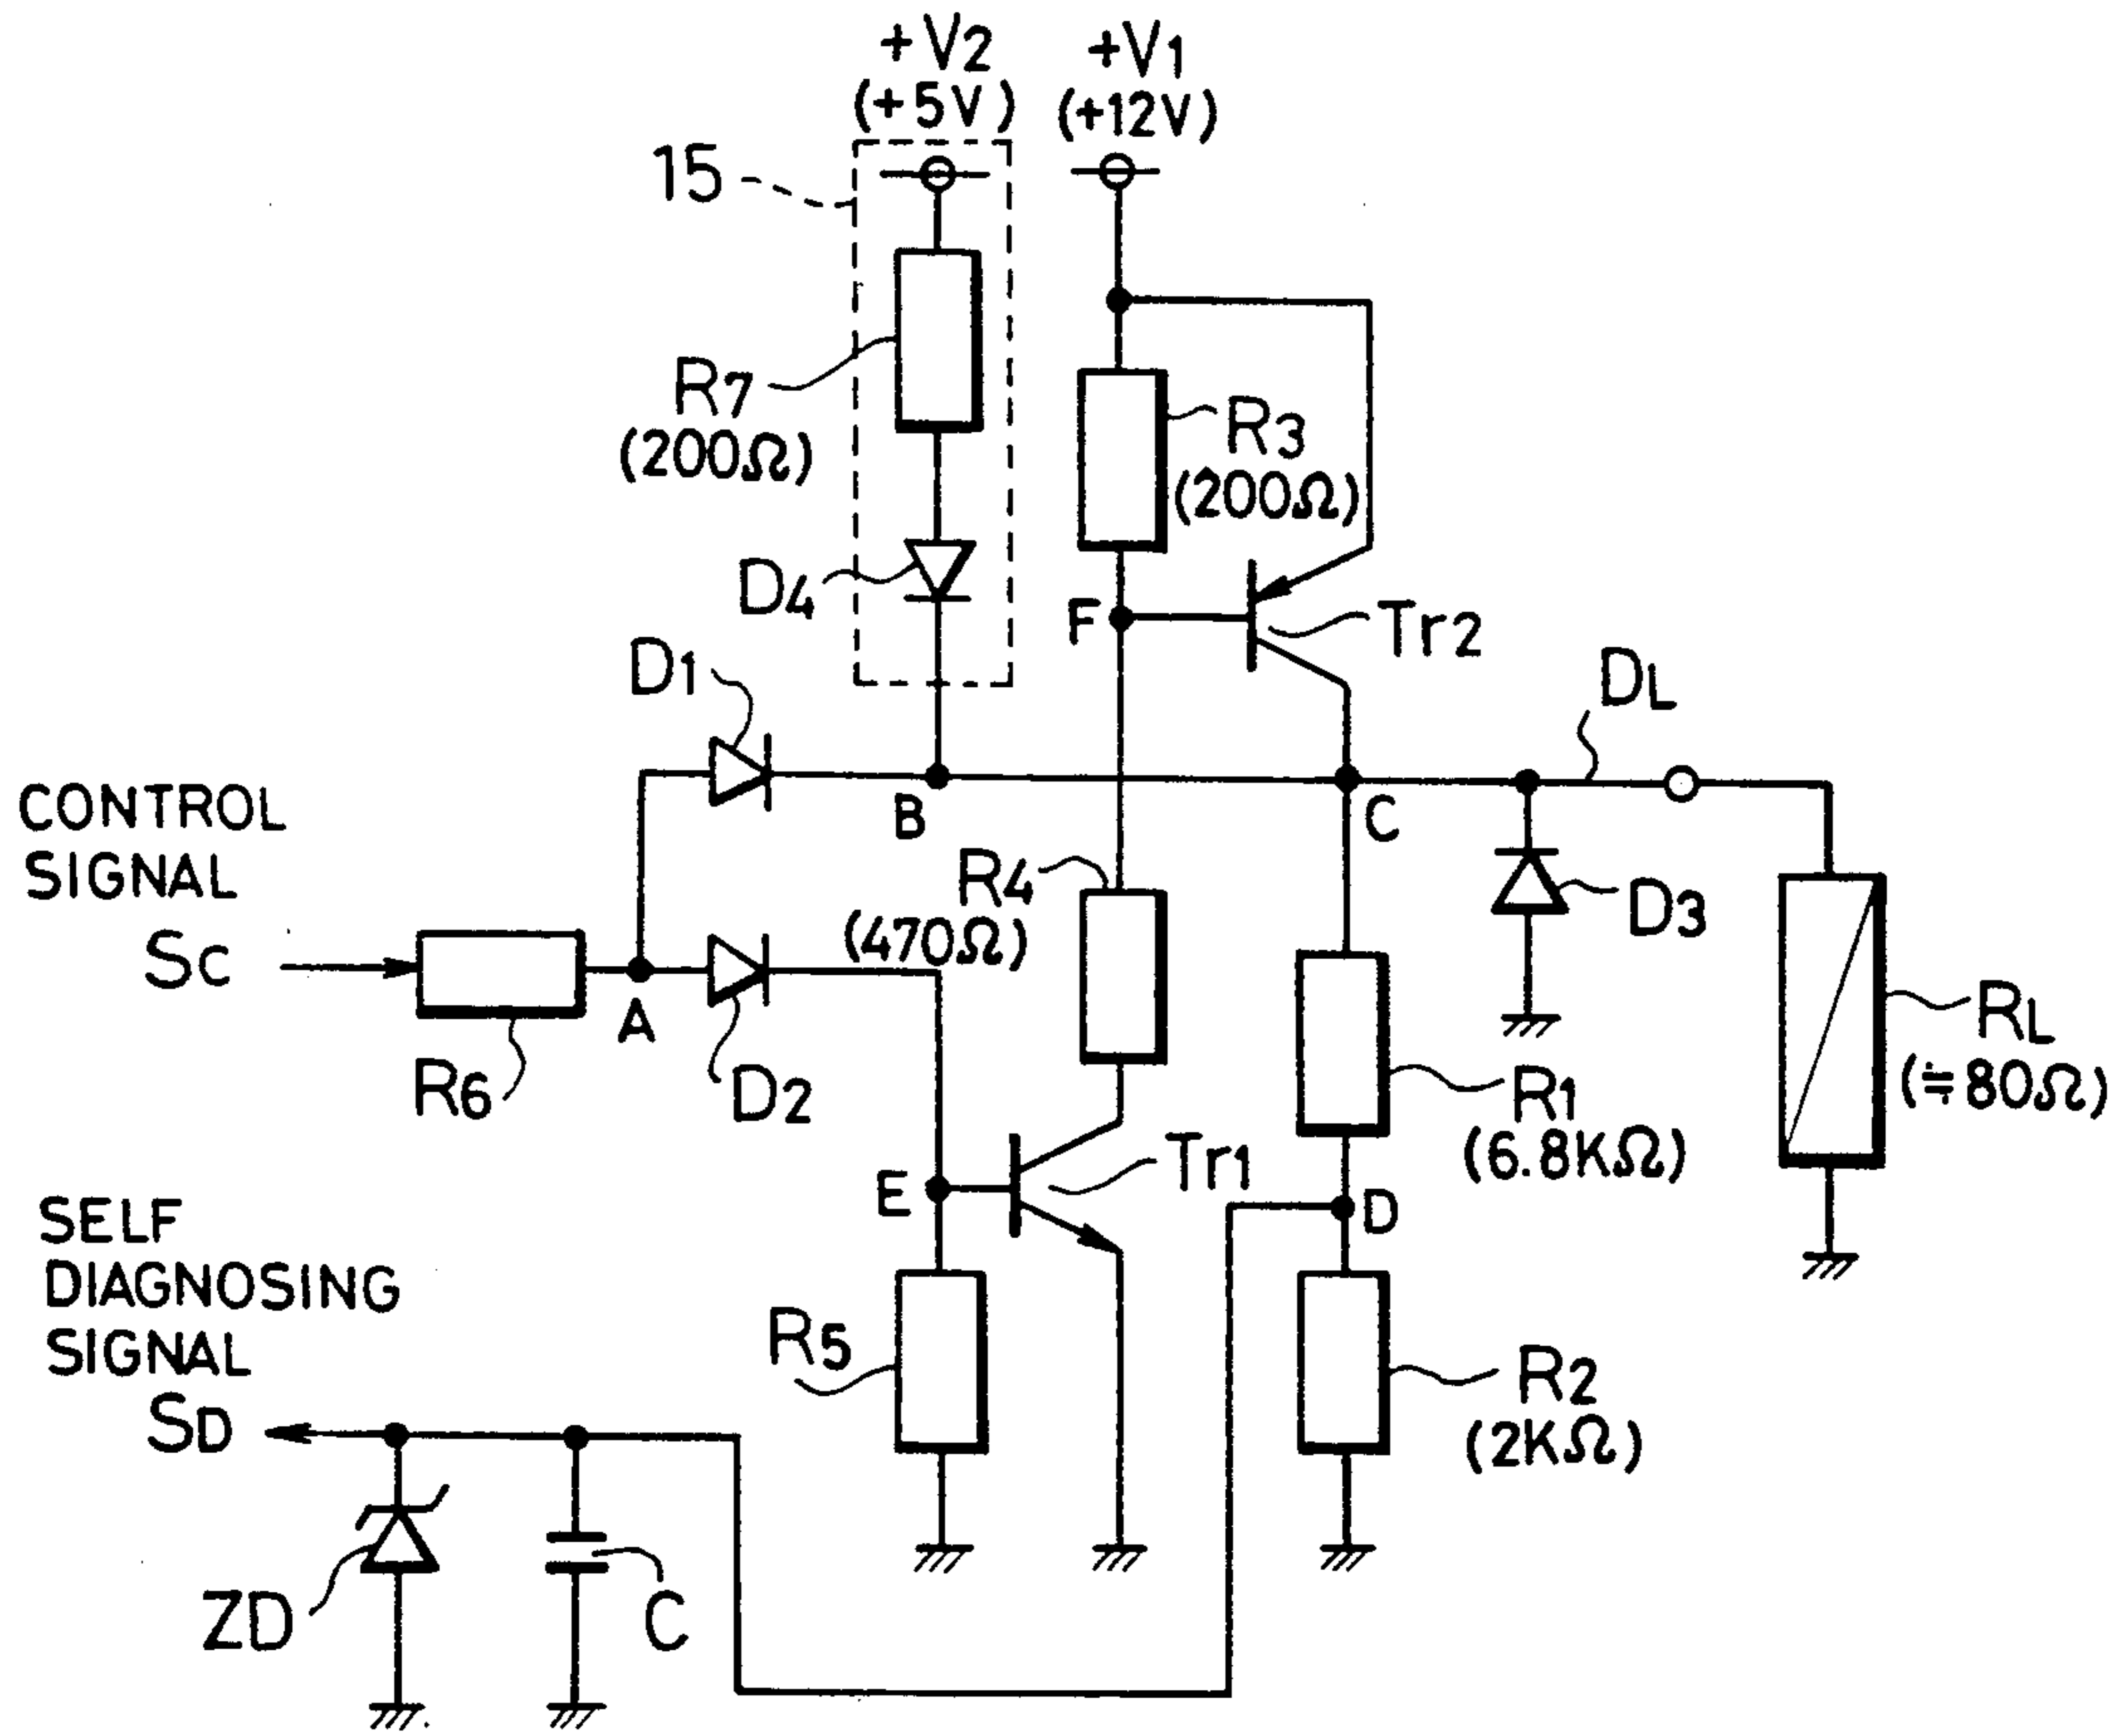 +V2
(+5V)
+V1
(+12V)
15
R7
(200Ω)
R3
(200Ω)
D4
F
Tr2
D1
DL
B
C
CONTROL
SIGNAL
Sc
R4
(470Ω)
D3
A
R6
D2
RL
(≒80Ω)
R1
(6.8KΩ)
Tr1
E
D
SELF
DIAGNOSING
SIGNAL
SD
R5
R2
(2KΩ)
ZD
C